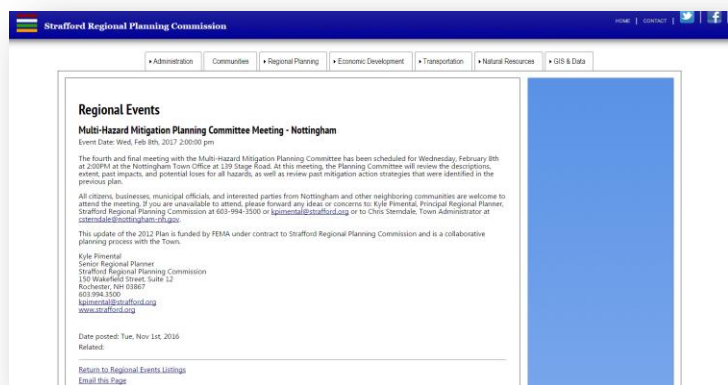 Strafford Regional Planning Commission
HOME | CONTACT |
Administration Communities Regional Planning Economic Development Transportation Natural Resources GIS & Data
Regional Events
Multi-Hazard Mitigation Planning Committee Meeting - Nottingham
Event Date: Wed, Feb 8th, 2017 2:00:00 pm
The fourth and final meeting with the Multi-Hazard Mitigation Planning Committee has been scheduled for Wednesday, February 8th
at 2:00PM at the Nottingham Town Office at 139 Stage Road. At this meeting, the Planning Committee will review the descriptions,
extent, past impacts, and potential loses for all hazards, as well as review past mitigation action strategies that were identified in the
previous plan.
All citizens, businesses, municipal officials, and interested parties from Nottingham and other neighboring communities are welcome to
attend the meeting. If you are unavailable to attend, please forward any ideas or concerns to: Kyle Pimental, Principal Regional Planner,
Strafford Regional Planning Commission at 603-994-3500 or kpimental@strafford.org or to Chris Sterndale, Town Administrator at
csterndale@nottingham-nh.gov.
This update of the 2012 Plan is funded by FEMA under contract to Strafford Regional Planning Commission and is a collaborative
planning process with the Town.
Kyle Pimental
Senior Regional Planner
Strafford Regional Planning Commission
150 Wakefield Street, Suite 12
Rochester, NH 03867
603.994.3500
kpimental@strafford.org
www.strafford.org
Date posted: Tue, Nov 1st, 2016
Related:
Return to Regional Events Listings
Email this Page